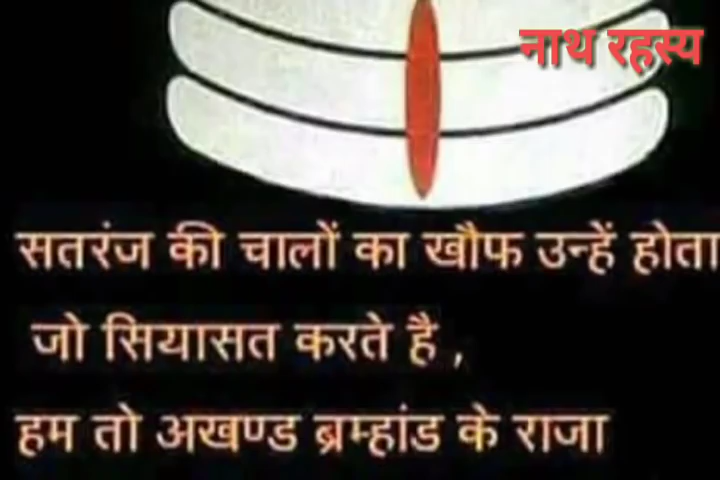 नाथ रहस्य
सतरंज की चालों का खौफ उन्हें होता
जो सियासत करते है ,
हम तो अखण्ड ब्रम्हांड के राजा